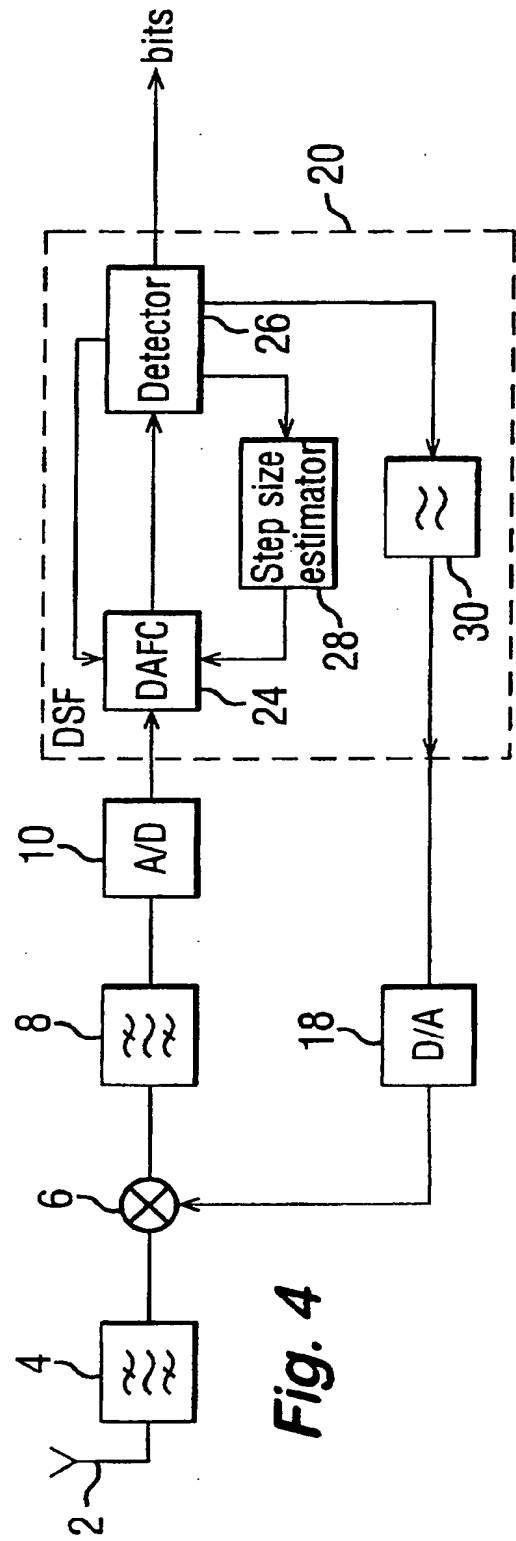 2
4
6
8
10
A/D
DSF
DAFC
24
Detector
26
bits
20
Step size
estimator
28
30
18
D/A
Fig. 4